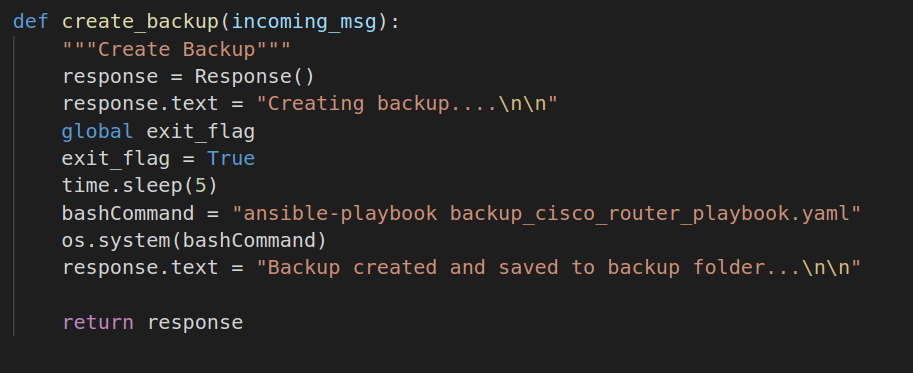 def create_backup(incoming_msg):
    """Create Backup"""
    response = Response()
    response.text = "Creating backup....\n\n"
    global exit_flag
    exit_flag = True
    time.sleep(5)
    bashCommand = "ansible-playbook backup_cisco_router_playbook.yaml"
    os.system(bashCommand)
    response.text = "Backup created and saved to backup folder...\n\n"

    return response